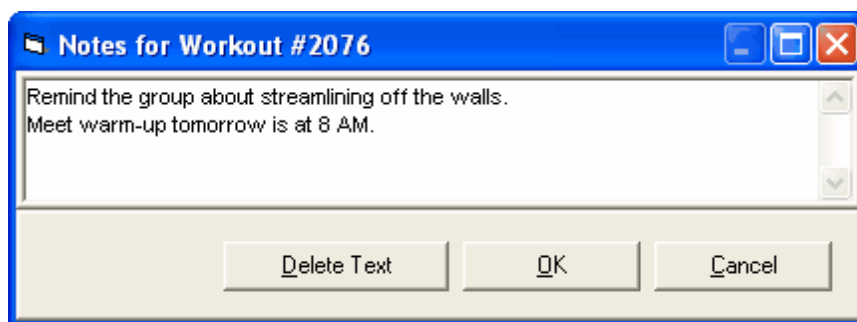 Notes for Workout #2076
Remind the group about streamlining off the walls.
Meet warm-up tomorrow is at 8 AM.
Delete Text OK Cancel